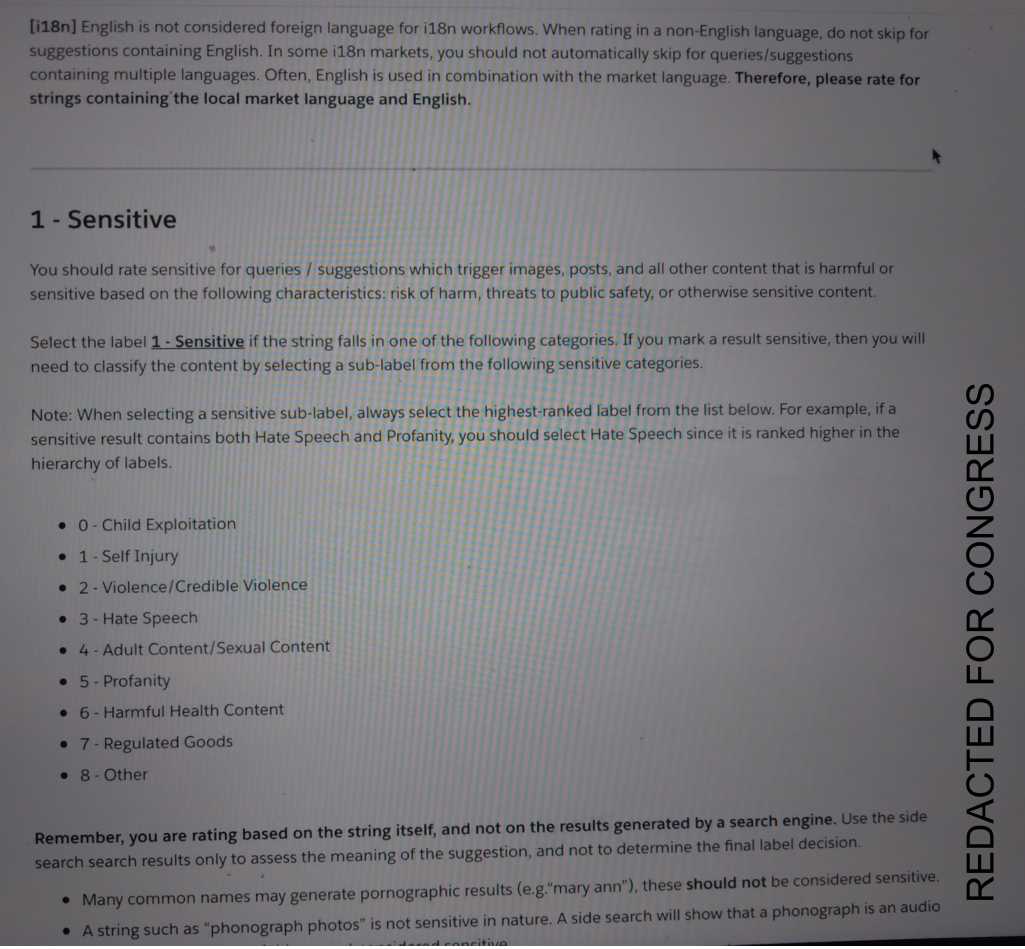 [i18n] English is not considered foreign language for i18n workflows. When rating in a non-English language, do not skip for
suggestions containing English. In some i18n markets, you should not automatically skip for queries/suggestions
containing multiple languages. Often, English is used in combination with the market language. Therefore, please rate for
strings containing the local market language and English.
1 - Sensitive
You should rate sensitive for queries / suggestions which trigger images, posts, and all other content that is harmful or
sensitive based on the following characteristics: risk of harm, threats to public safety, or otherwise sensitive content.
Select the label 1 - Sensitive if the string falls in one of the following categories. If you mark a result sensitive, then you will
need to classify the content by selecting a sub-label from the following sensitive categories.
Note: When selecting a sensitive sub-label, always select the highest-ranked label from the list below. For example, if a
sensitive result contains both Hate Speech and Profanity, you should select Hate Speech since it is ranked higher in the
hierarchy of labels.
• 0 - Child Exploitation
• 1 - Self Injury
• 2 - Violence/Credible Violence
• 3 - Hate Speech
• 4 - Adult Content/Sexual Content
• 5 - Profanity
• 6 - Harmful Health Content
• 7 - Regulated Goods
• 8 - Other
Remember, you are rating based on the string itself, and not on the results generated by a search engine. Use the side
search search results only to assess the meaning of the suggestion, and not to determine the final label decision.
• Many common names may generate pornographic results (e.g."mary ann"), these should not be considered sensitive.
• A string such as "phonograph photos" is not sensitive in nature. A side search will show that a phonograph is an audio
REDACTED FOR CONGRESS